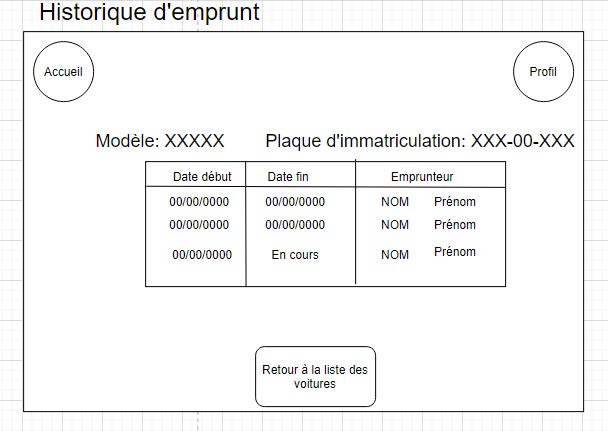 Historique d'emprunt
Accueil
Profil
Modèle: XXXXX
Plaque d'immatriculation: XXX-00-XXX
Date début Date fin Emprunteur
00/00/0000 00/00/0000 NOM Prénom
00/00/0000 00/00/0000 NOM Prénom
00/00/0000 En cours NOM Prénom
Retour à la liste des
voitures